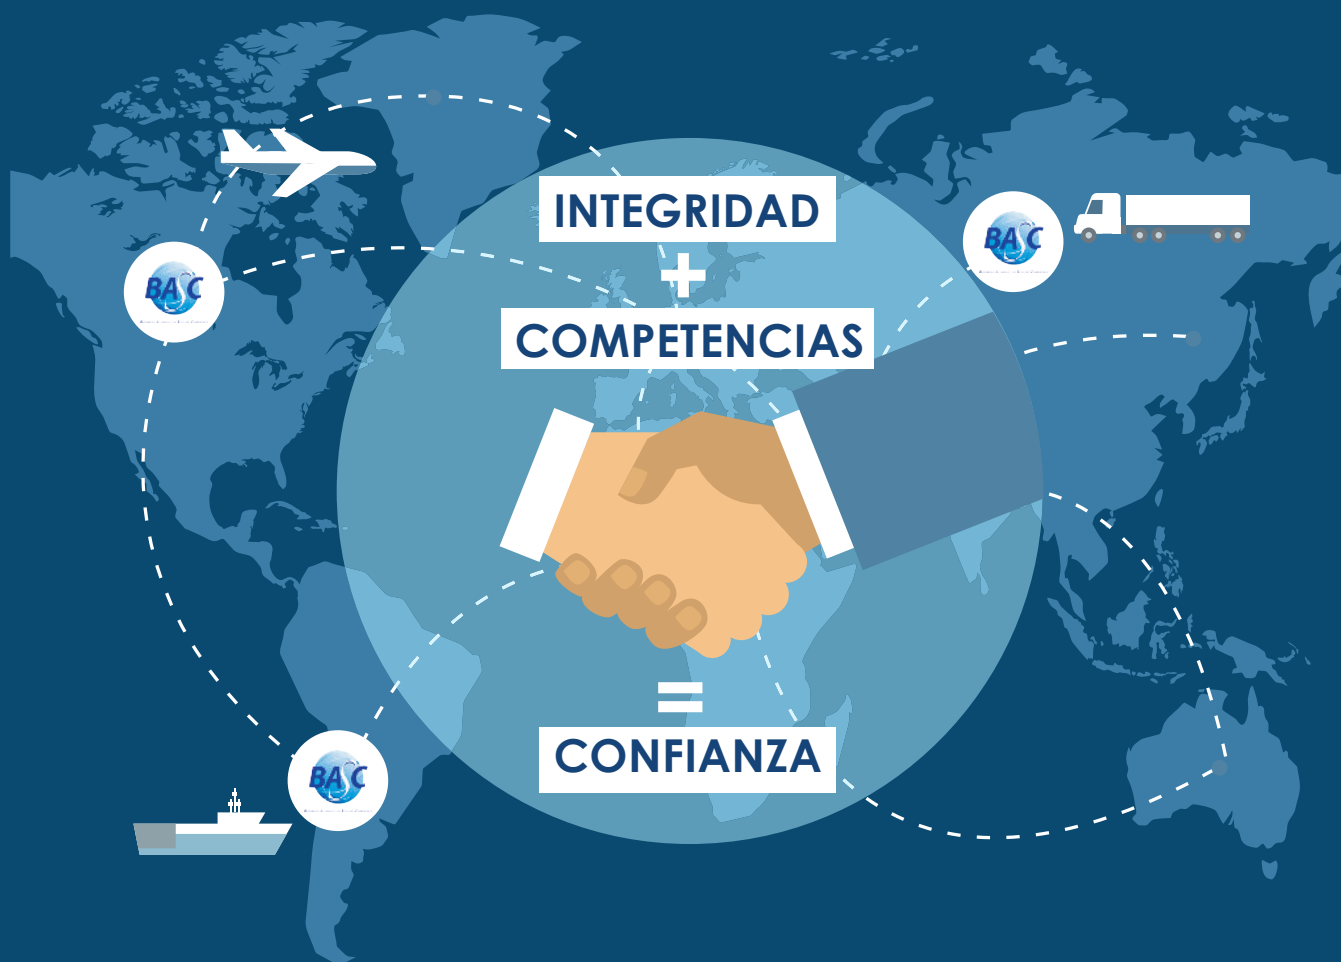 INTEGRIDAD
+
COMPETENCIAS
=
CONFIANZA
BASC
BASC
BASC